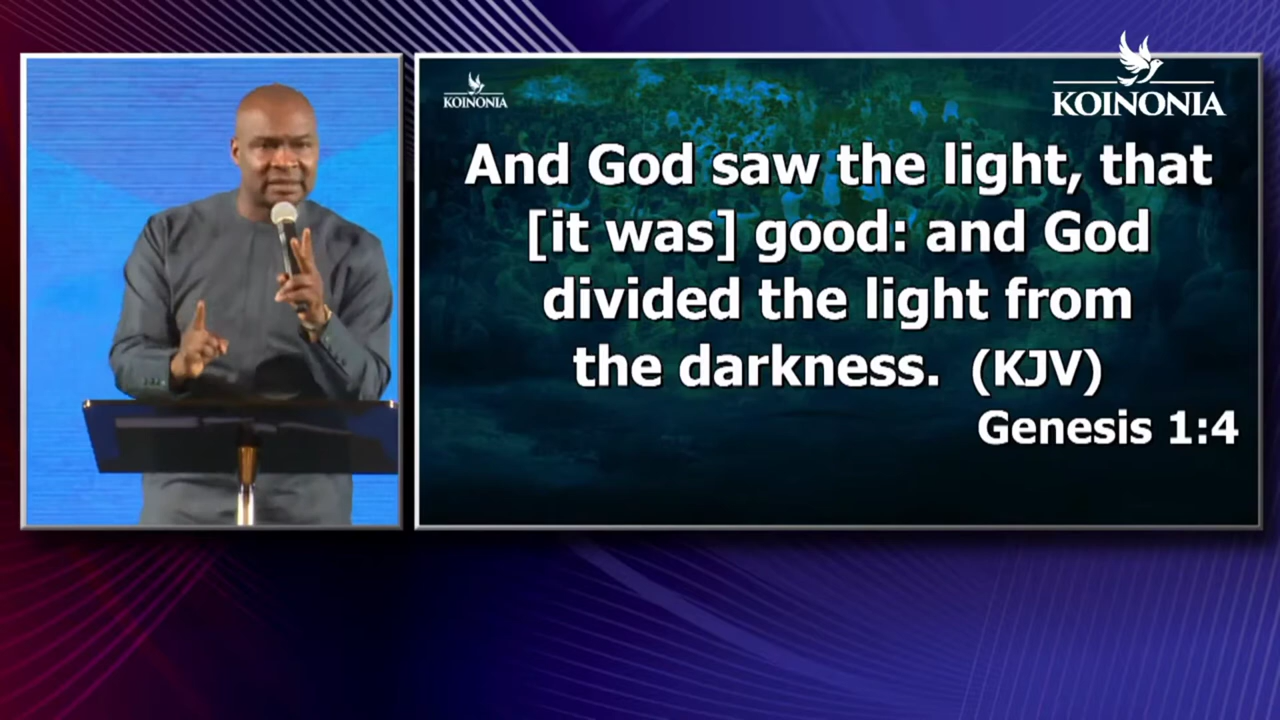 KOINONIA
KOINONIA
And God saw the light, that
[it was] good: and God
divided the light from
the darkness. (KJV)
Genesis 1:4